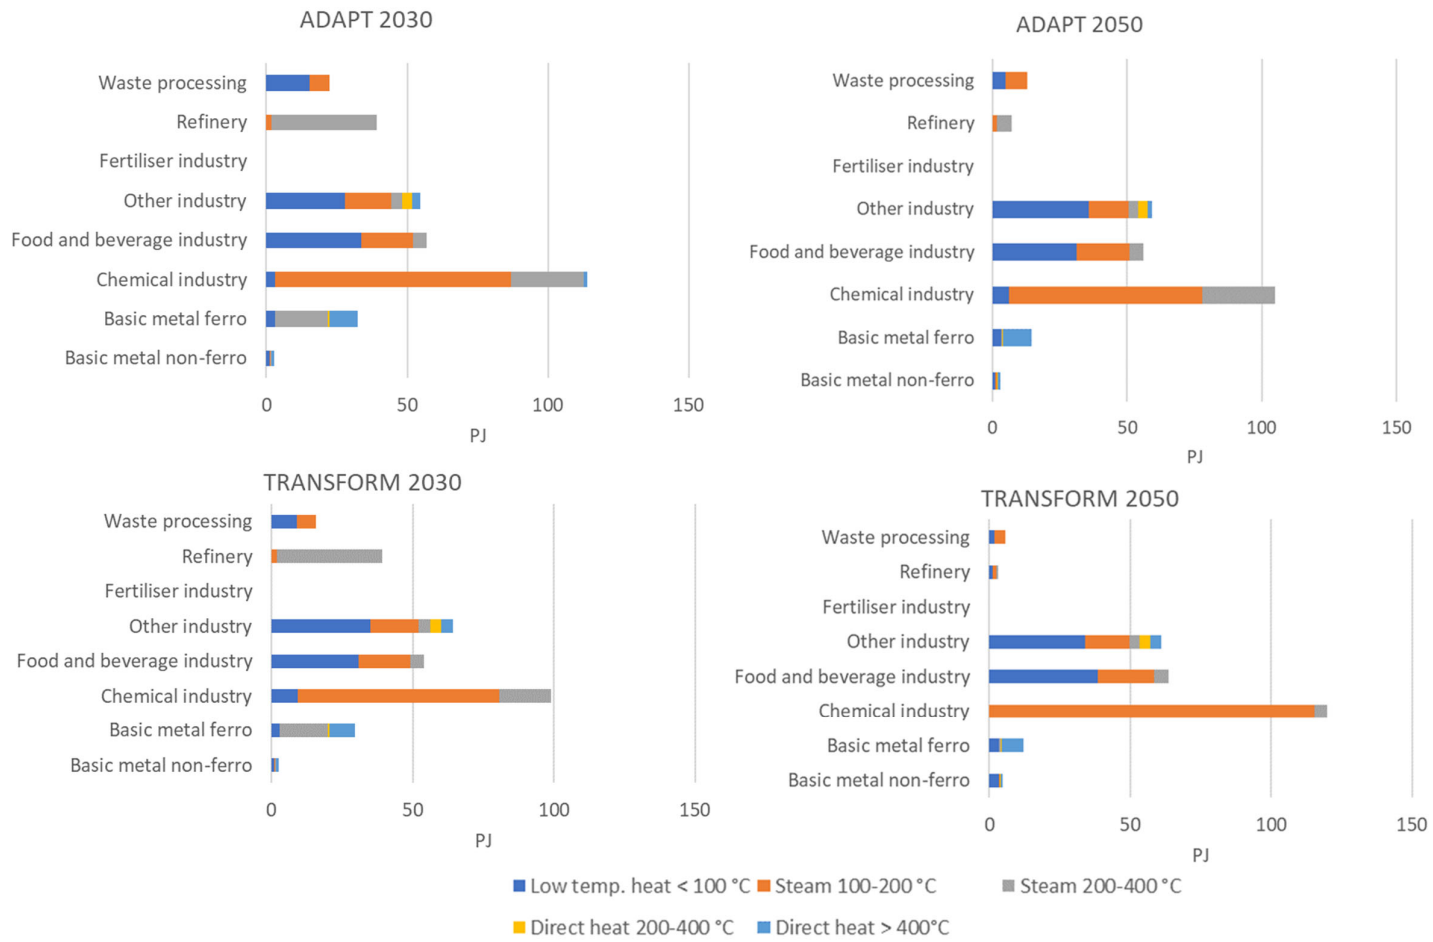 ADAPT 2030
Waste processing
Refinery
Fertiliser industry
Other industry
Food and beverage industry
Chemical industry
Basic metal ferro
Basic metal non-ferro
0 50 100 150
PJ
ADAPT 2050
Waste processing
Refinery
Fertiliser industry
Other industry
Food and beverage industry
Chemical industry
Basic metal ferro
Basic metal non-ferro
0 50 100 150
PJ
TRANSFORM 2030
Waste processing
Refinery
Fertiliser industry
Other industry
Food and beverage industry
Chemical industry
Basic metal ferro
Basic metal non-ferro
0 50 100 150
PJ
TRANSFORM 2050
Waste processing
Refinery
Fertiliser industry
Other industry
Food and beverage industry
Chemical industry
Basic metal ferro
Basic metal non-ferro
0 50 100 150
PJ
Low temp. heat < 100 °C Steam 100-200 °C Steam 200-400 °C
Direct heat 200-400 °C Direct heat > 400°C